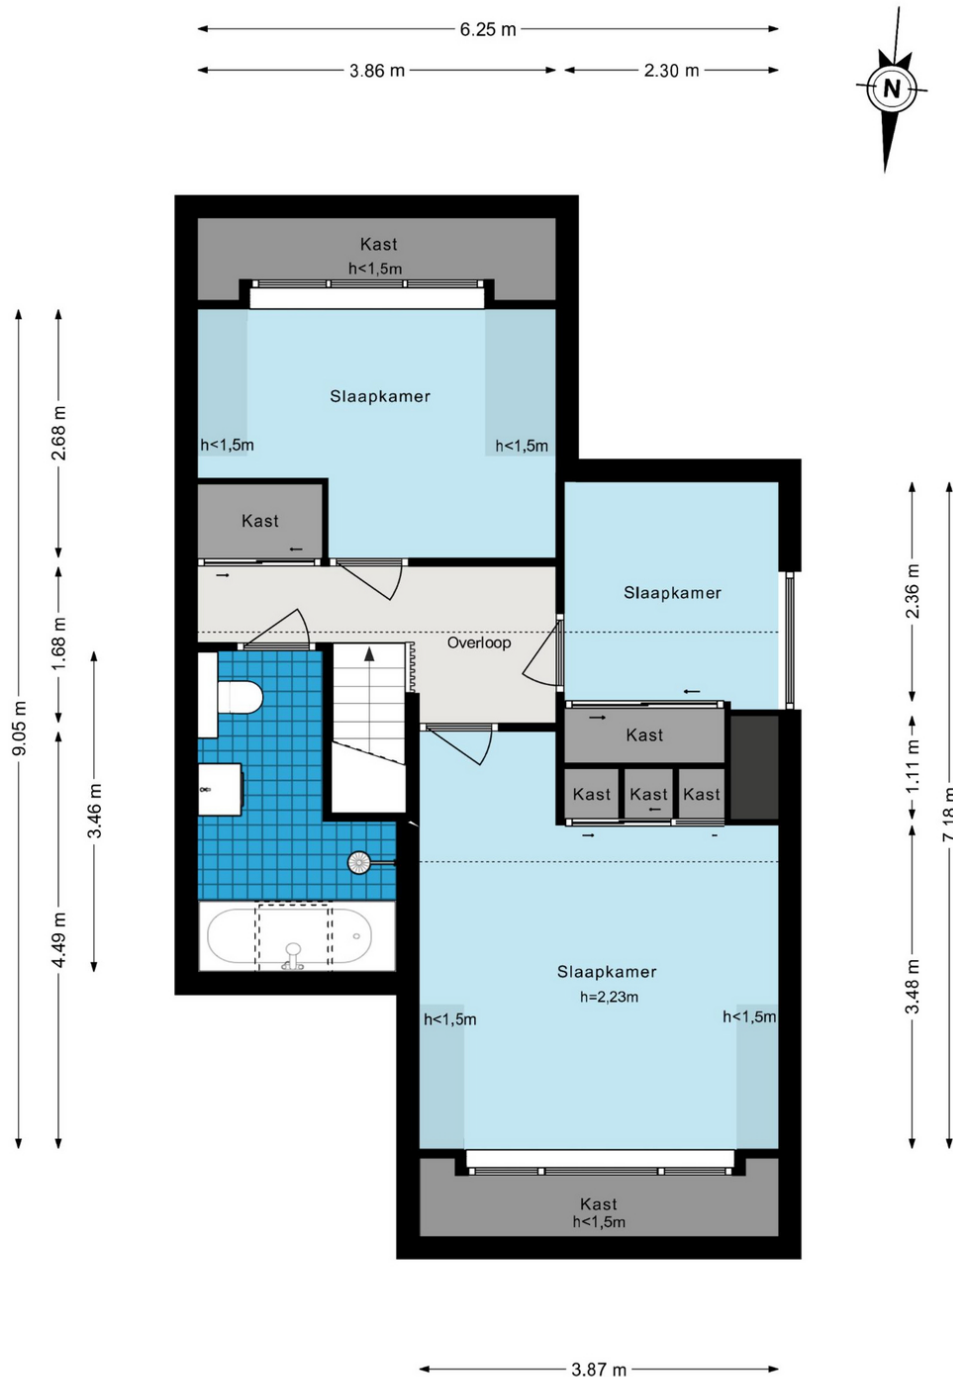 6.25 m
3.86 m
2.30 m
N
Kast
h<1,5m
Slaapkamer
h<1,5m
h<1,5m
Kast
Slaapkamer
Overloop
Kast
Kast
Kast
Kast
Slaapkamer
h=2,23m
h<1,5m
h<1,5m
Kast
h<1,5m
9.05 m
2.68 m
1.68 m
4.49 m
3.46 m
2.36 m
1.11 m
3.48 m
7.18 m
3.87 m